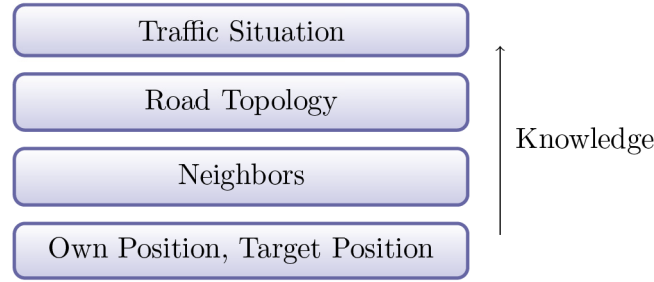 Traffic Situation
Road Topology
Knowledge
Neighbors
Own Position, Target Position